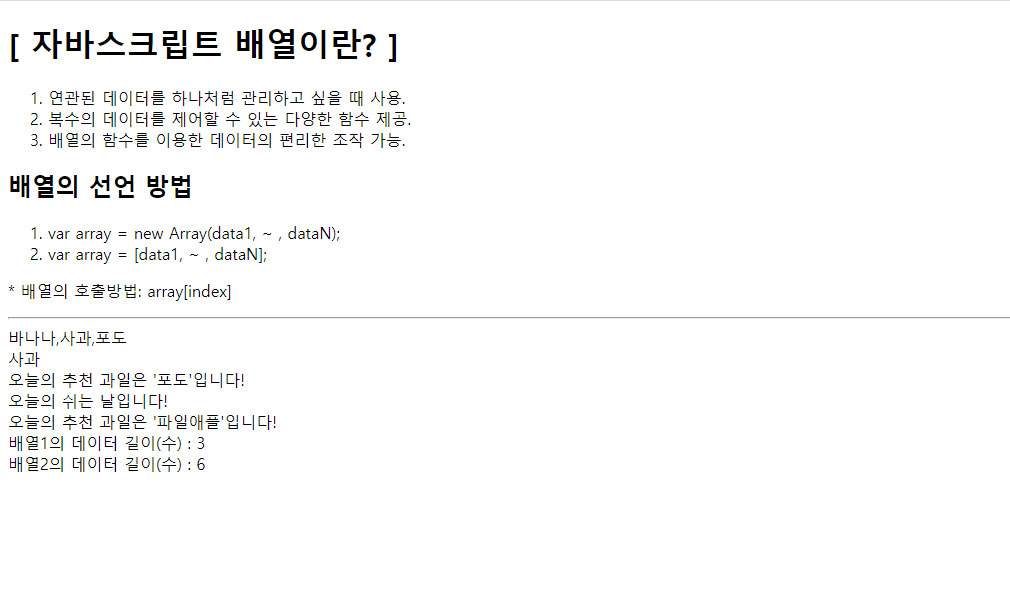 [ 자바스크립트 배열이란? ]
1. 연관된 데이터를 하나처럼 관리하고 싶을 때 사용.
2. 복수의 데이터를 제어할 수 있는 다양한 함수 제공.
3. 배열의 함수를 이용한 데이터의 편리한 조작 가능.
배열의 선언 방법
1. var array = new Array(data1, ~ , dataN);
2. var array = [data1, ~ , dataN];
* 배열의 호출방법: array[index]
바나나,사과,포도
사과
오늘의 추천 과일은 '포도'입니다!
오늘의 쉬는 날입니다!
오늘의 추천 과일은 '파일애플'입니다!
배열1의 데이터 길이(수) : 3
배열2의 데이터 길이(수) : 6